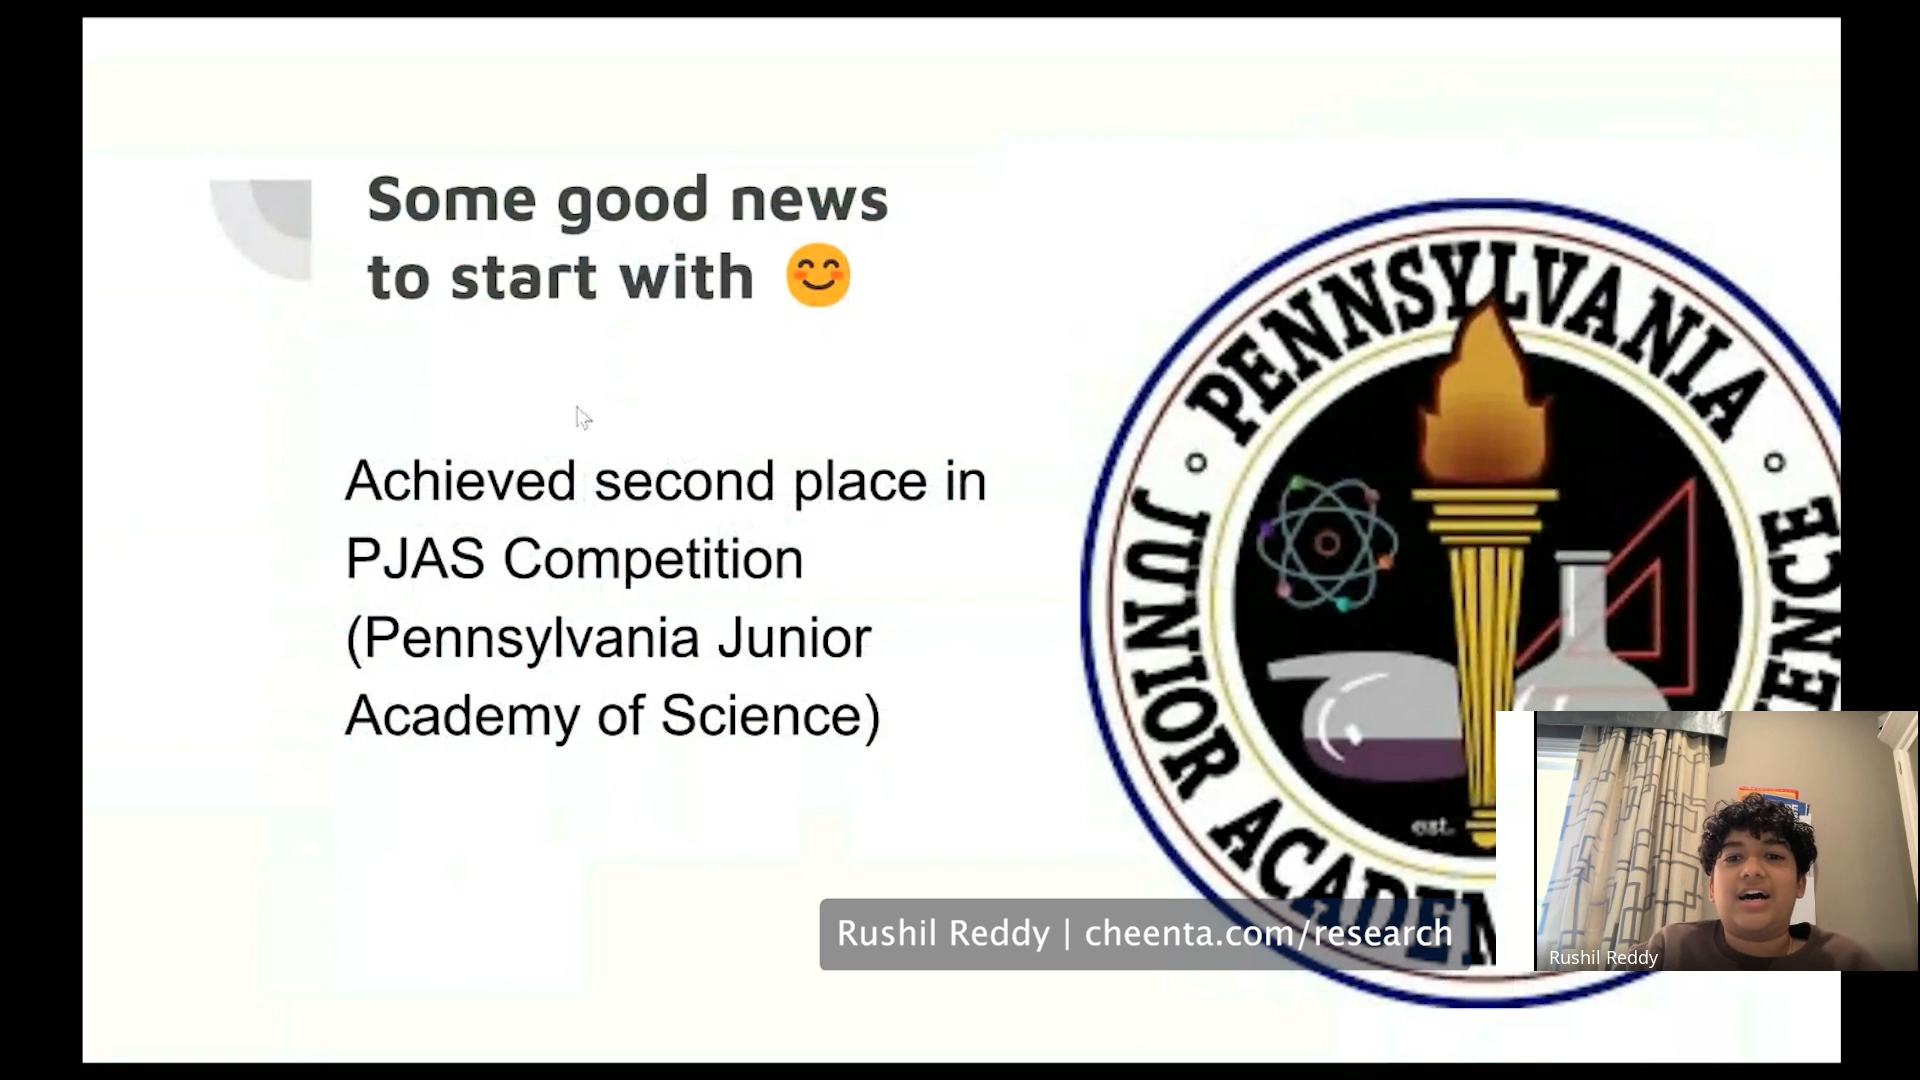 Some good news
to start with 😊
Achieved second place in
PJAS Competition
(Pennsylvania Junior
Academy of Science)
PENNSYLVANIA
JUNIOR ACADEM
ENCE
est.
Rushil Reddy | cheenta.com/research
Rushil Reddy